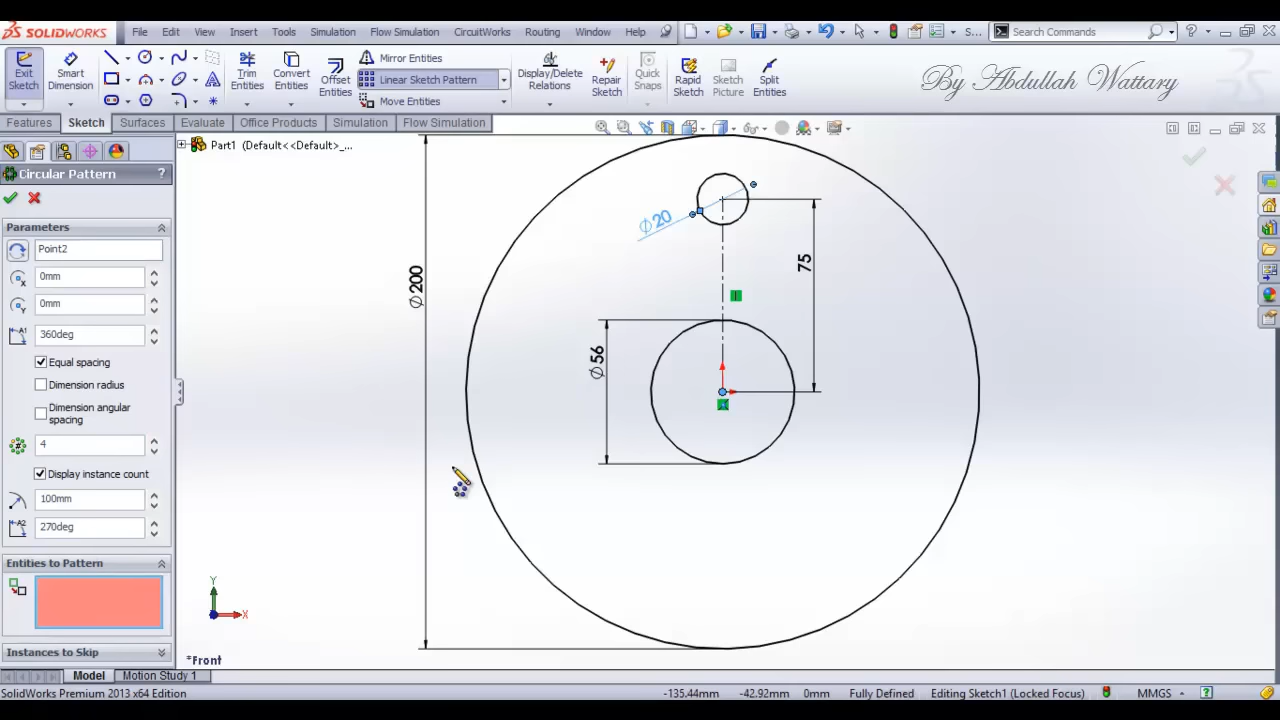 SOLIDWORKS File Edit View Insert Tools Simulation Flow Simulation CircuitWorks Routing Window Help S... Search Commands
Exit Sketch
Smart Dimension
Trim Entities
Convert Entities
Offset Entities
Mirror Entities
Linear Sketch Pattern
Move Entities
Display/Delete Relations
Repair Sketch
Quick Snaps
Rapid Sketch
Sketch Picture
Split Entities
By Abdullah Wattary
Features Sketch Surfaces Evaluate Office Products Simulation Flow Simulation
Part1 (Default<<Default>_...
Circular Pattern ?
Parameters
Point2
0mm
0mm
360deg
Equal spacing
Dimension radius
Dimension angular
spacing
4
Display instance count
100mm
270deg
Entities to Pattern
Instances to Skip
∅20
75
∅200
∅56
Y
X
*Front
Model Motion Study 1
SolidWorks Premium 2013 x64 Edition -135.44mm -42.92mm 0mm Fully Defined Editing Sketch1 (Locked Focus) MMGS